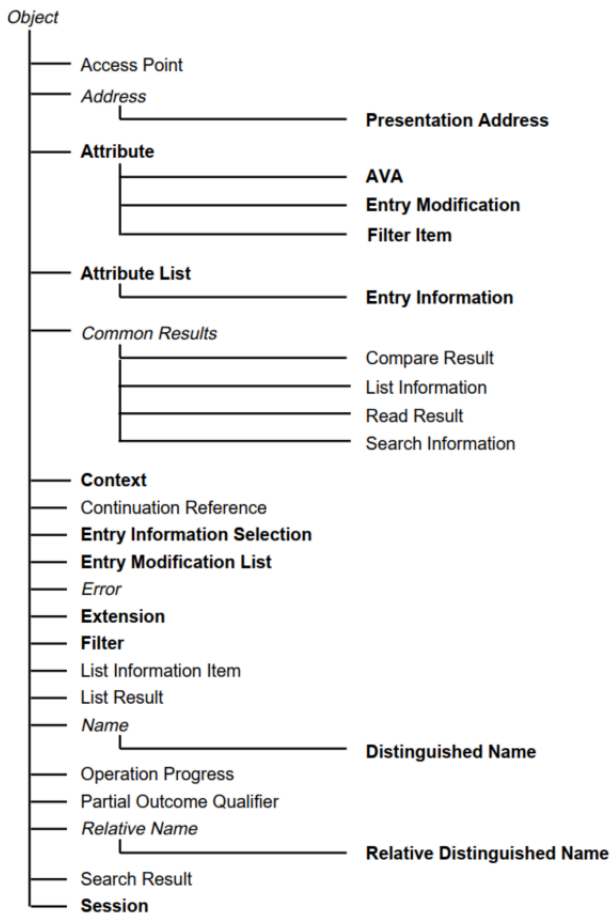 Object
Access Point
Address
Presentation Address
Attribute
AVA
Entry Modification
Filter Item
Attribute List
Entry Information
Common Results
Compare Result
List Information
Read Result
Search Information
Context
Continuation Reference
Entry Information Selection
Entry Modification List
Error
Extension
Filter
List Information Item
List Result
Name
Distinguished Name
Operation Progress
Partial Outcome Qualifier
Relative Name
Relative Distinguished Name
Search Result
Session